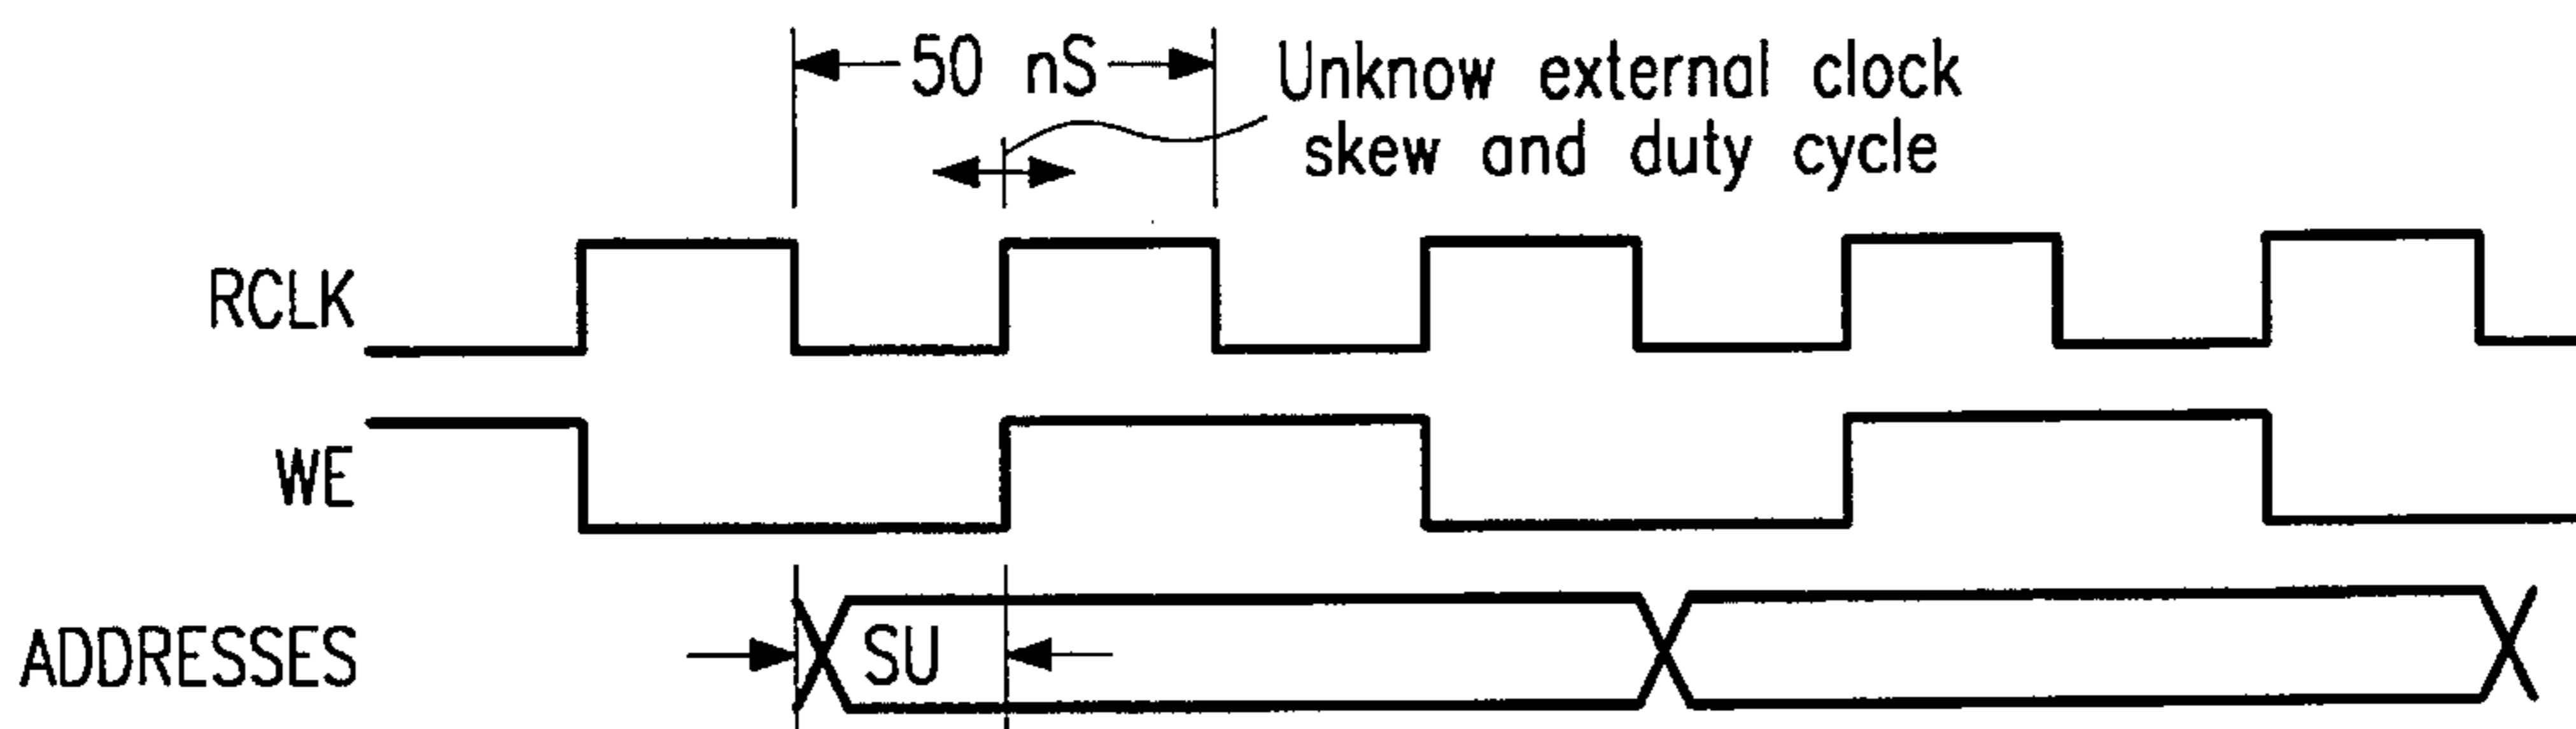 50 nS
Unknow external clock
skew and duty cycle
RCLK
WE
ADDRESSES
SU